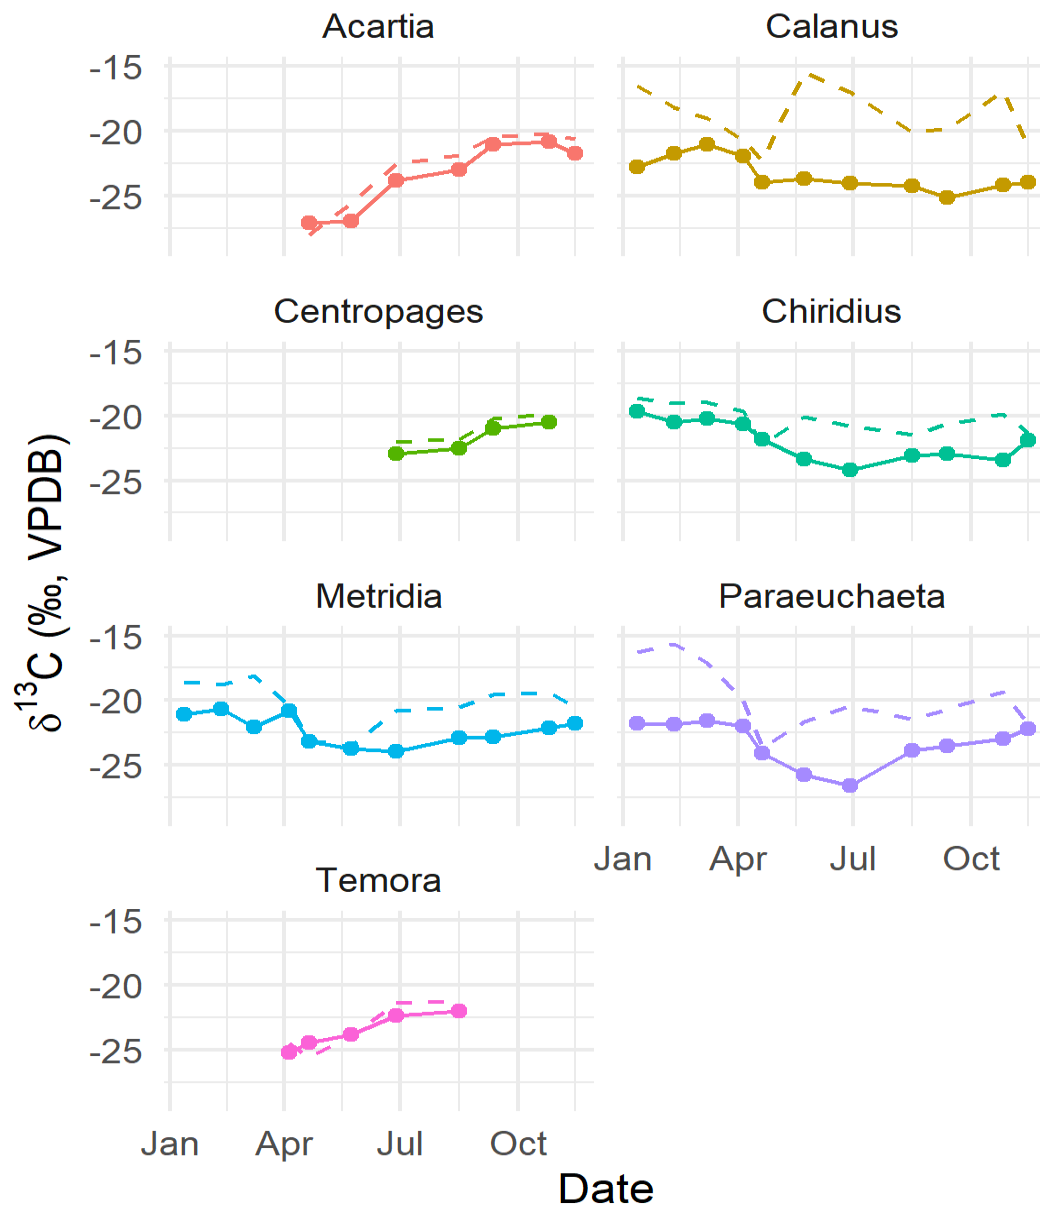 Acartia
Calanus
-15
-20
-25
Centropages
Chiridius
-15
-20
-25
Metridia
Paraeuchaeta
-15
-20
-25
Jan Apr Jul Oct
Temora
-15
-20
-25
Jan Apr Jul Oct
Date
δ¹³C (‰, VPDB)